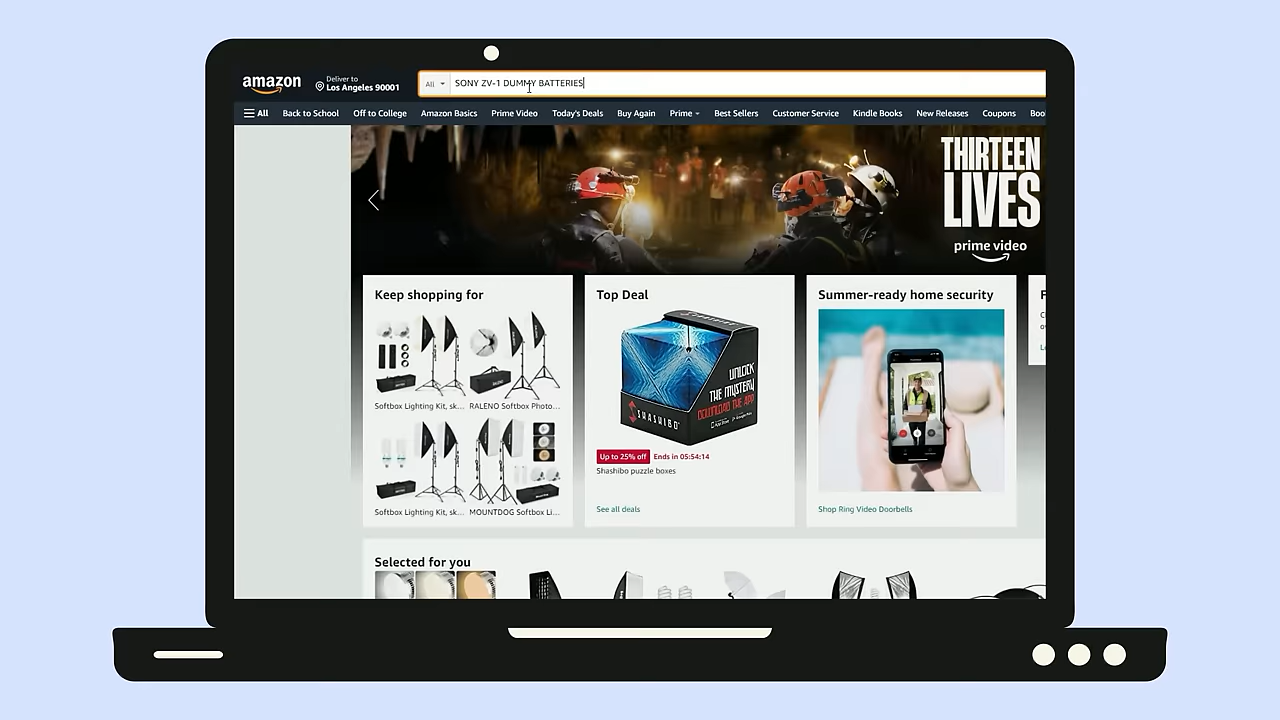 amazon
Deliver to
Los Angeles 90001
All
SONY ZV-1 DUMMY BATTERIES
All
Back to School
Off to College
Amazon Basics
Prime Video
Today's Deals
Buy Again
Prime
Best Sellers
Customer Service
Kindle Books
New Releases
Coupons
Boo
THIRTEEN
LIVES
prime video
Keep shopping for
Softbox Lighting Kit, sk...
RALENO Softbox Photo...
Softbox Lighting Kit, sk...
MOUNTDOG Softbox Li...
Top Deal
UNLOCK
THE MYSTERY
DOWNLOAD THE APP
SHASHIBO
Up to 25% off
Ends in 05:54:14
Shashibo puzzle boxes
See all deals
Summer-ready home security
Shop Ring Video Doorbells
Selected for you